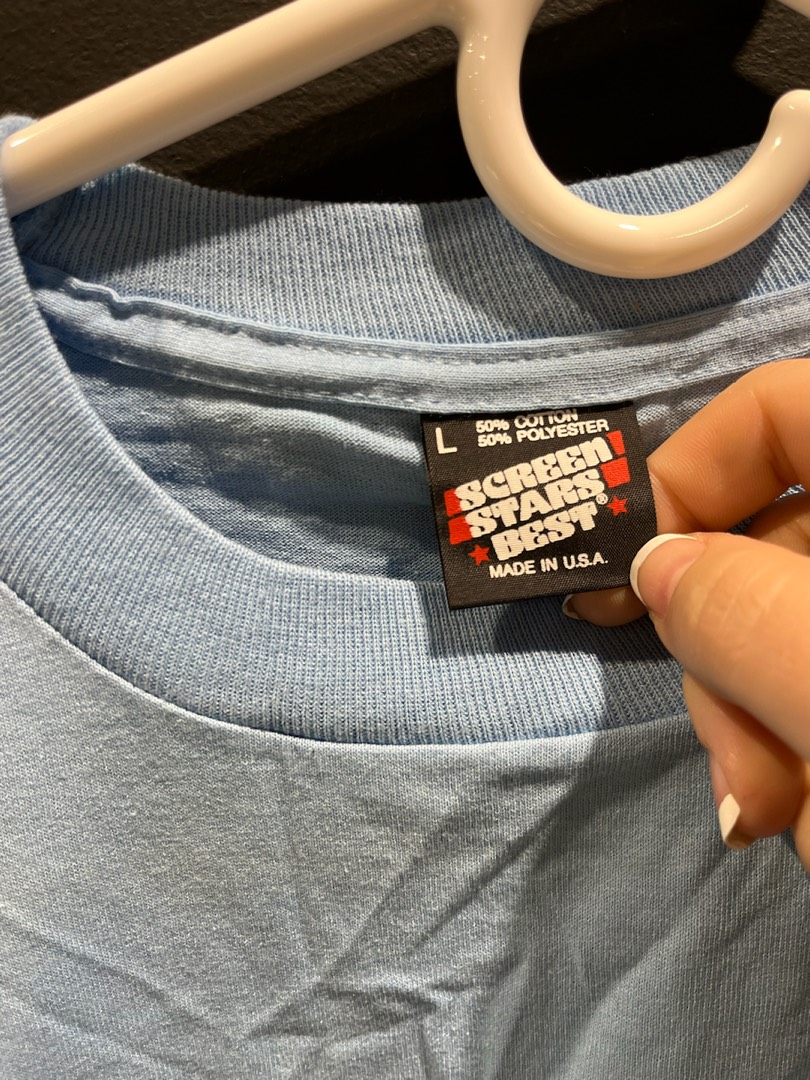 L
50% COTTON
50% POLYESTER
SCREEN
STARS
BEST®
MADE IN U.S.A.